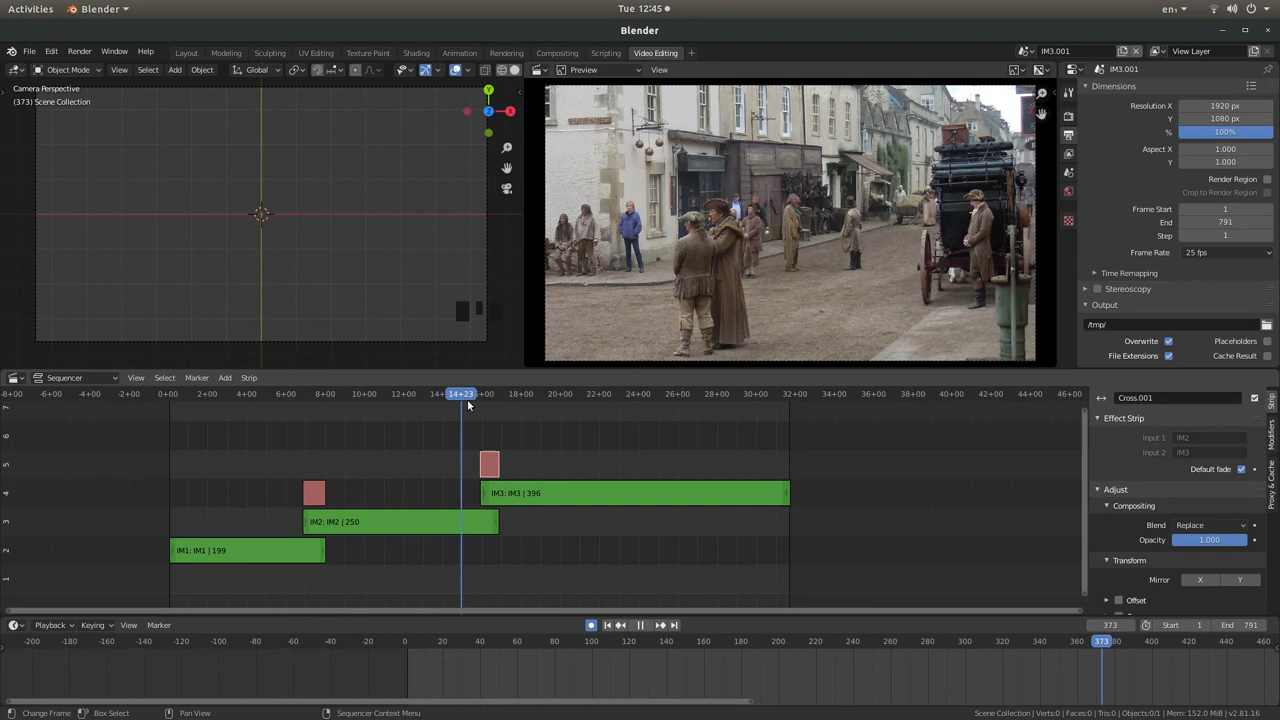 Activities Blender Tue 12:45 en₁
Blender
File Edit Render Window Help Layout Modeling Sculpting UV Editing Texture Paint Shading Animation Rendering Compositing Scripting Video Editing + IM3.001 View Layer
Object Mode View Select Add Object Global Preview View IM3.001
Camera Perspective
(373) Scene Collection
Y
Z X
Dimensions
Resolution X 1920 px
Y 1080 px
% 100%
Aspect X 1.000
Y 1.000
Render Region
Crop to Render Region
Frame Start 1
End 791
Step 1
Frame Rate 25 fps
Time Remapping
Stereoscopy
Output
/tmp/
Overwrite Placeholders
File Extensions Cache Result
Sequencer View Select Marker Add Strip
-8+00 -6+00 -4+00 -2+00 0+00 2+00 4+00 6+00 8+00 10+00 12+00 14+23 18+00 20+00 22+00 24+00 26+00 28+00 30+00 32+00 34+00 36+00 38+00 40+00 42+00 44+00 46+00
7
6
5
4 IM3: IM3 | 396
3 IM2: IM2 | 250
2 IM1: IM1 | 199
1
Cross.001
Effect Strip
Input 1 IM2
Input 2 IM3
Default fade
Adjust
Compositing
Blend Replace
Opacity 1.000
Transform
Mirror X Y
Offset
Strip
Modifiers
Proxy & Cache
Playback Keying View Marker 373 Start 1 End 791
-200 -180 -160 -140 -120 -100 -80 -60 -40 -20 0 20 40 60 80 100 120 140 160 180 200 220 240 260 280 300 320 340 360 373 400 420 440 460
Change Frame Box Select Pan View Sequencer Context Menu Scene Collection | Verts:0 | Faces:0 | Tris:0 | Objects:0/1 | Mem: 152.0 MiB | v2.81.16